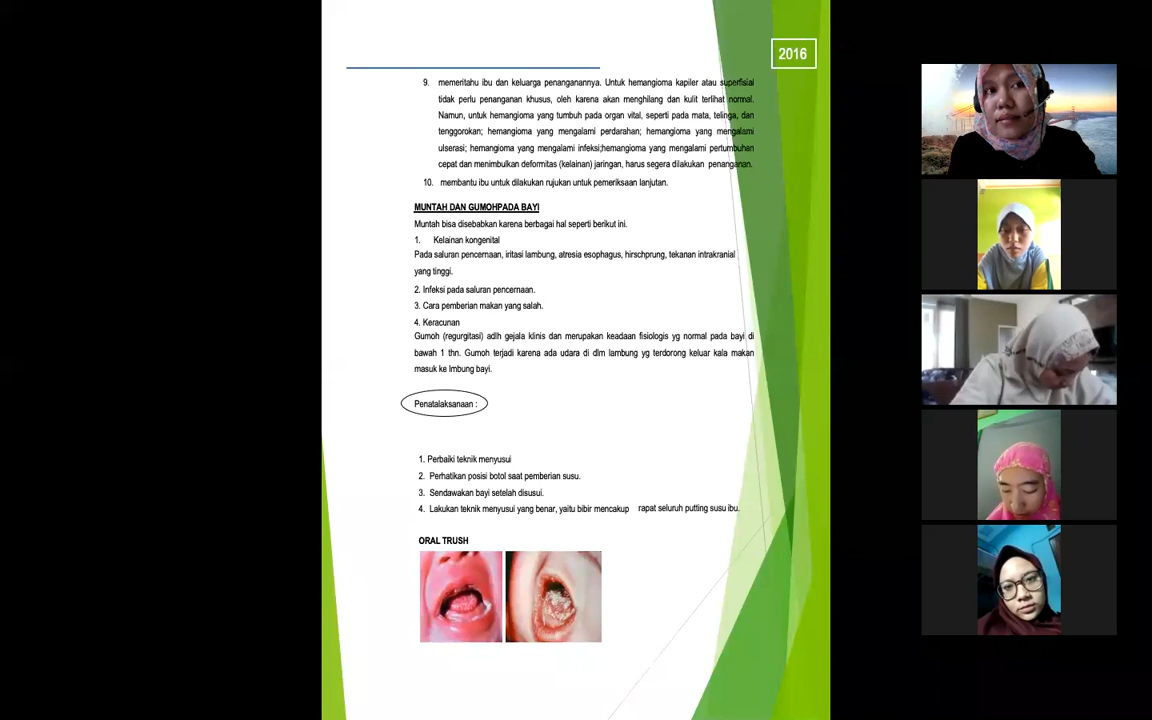 2016
9. memeritahu ibu dan keluarga penanganannya. Untuk hemangioma kapiler atau superfisial
tidak perlu penanganan khusus, oleh karena akan menghilang dan kulit terlihat normal.
Namun, untuk hemangioma yang tumbuh pada organ vital, seperti pada mata, telinga, dan
tenggorokan; hemangioma yang mengalami perdarahan; hemangioma yang mengalami
ulserasi; hemangioma yang mengalami infeksi;hemangioma yang mengalami pertumbuhan
cepat dan menimbulkan deformitas (kelainan) jaringan, harus segera dilakukan penanganan.
10. membantu ibu untuk dilakukan rujukan untuk pemeriksaan lanjutan.
MUNTAH DAN GUMOHPADA BAYI
Muntah bisa disebabkan karena berbagai hal seperti berikut ini.
1. Kelainan kongenital
Pada saluran pencernaan, iritasi lambung, atresia esophagus, hirschprung, tekanan intrakranial
yang tinggi.
2. Infeksi pada saluran pencernaan.
3. Cara pemberian makan yang salah.
4. Keracunan
Gumoh (regurgitasi) adlh gejala klinis dan merupakan keadaan fisiologis yg normal pada bayi di
bawah 1 thn. Gumoh terjadi karena ada udara di dlm lambung yg terdorong keluar kala makan
masuk ke lmbung bayi.
Penatalaksanaan :
1. Perbaiki teknik menyusui
2. Perhatikan posisi botol saat pemberian susu.
3. Sendawakan bayi setelah disusui.
4. Lakukan teknik menyusui yang benar, yaitu bibir mencakup rapat seluruh putting susu ibu.
ORAL TRUSH